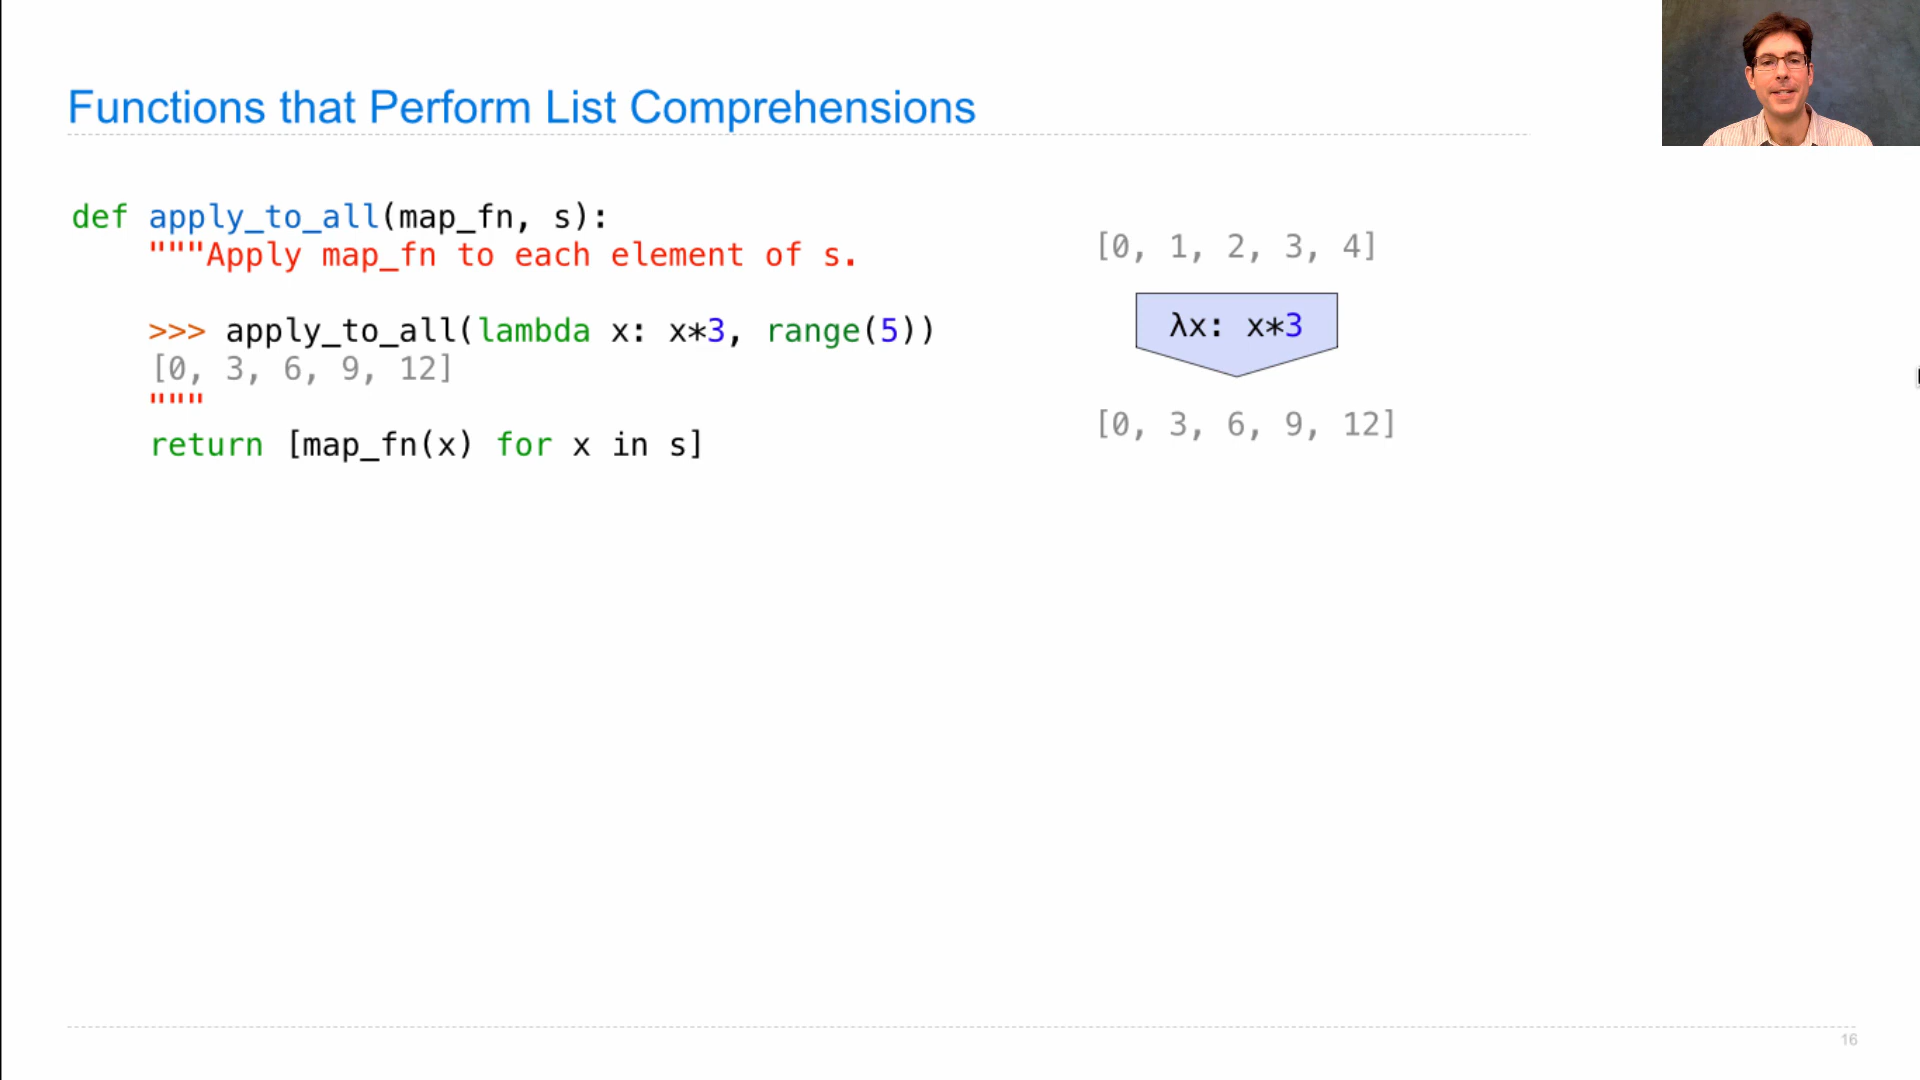 Functions that Perform List Comprehensions
def apply_to_all(map_fn, s):
"""Apply map_fn to each element of s.
>>> apply_to_all(lambda x: x*3, range(5))
[0, 3, 6, 9, 12]
"""
return [map_fn(x) for x in s]
[0, 1, 2, 3, 4]
λx: x*3
[0, 3, 6, 9, 12]
16